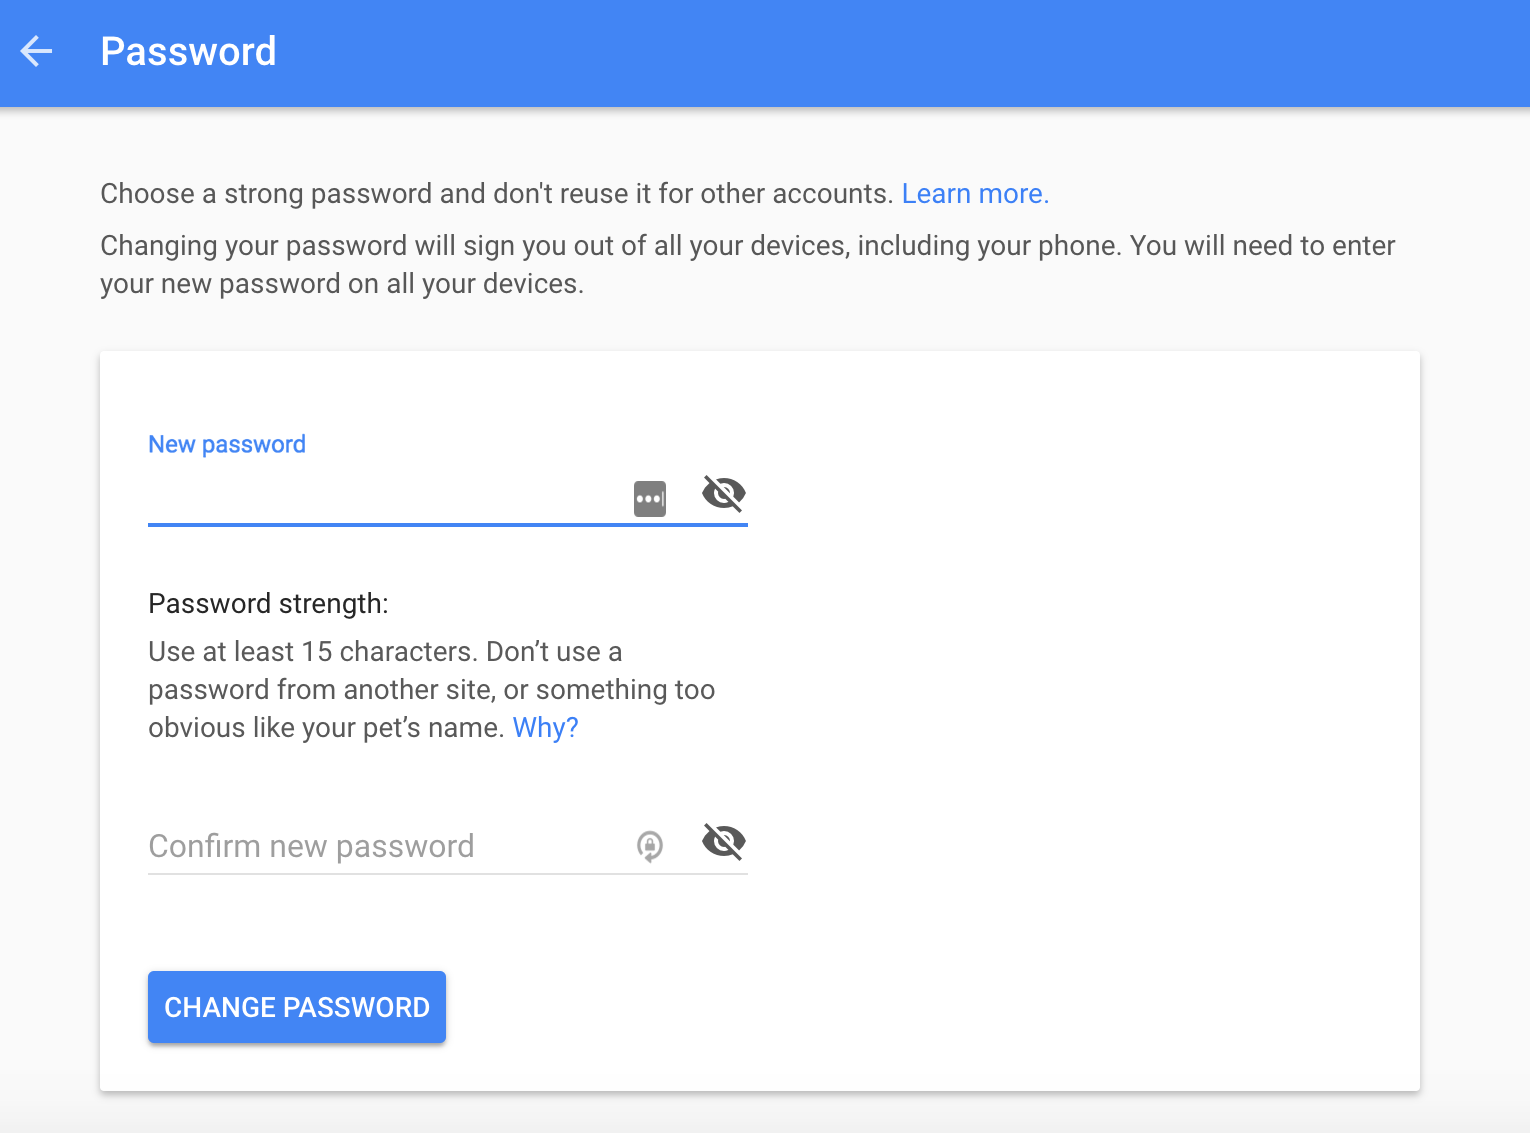 Password
Choose a strong password and don't reuse it for other accounts. Learn more.
Changing your password will sign you out of all your devices, including your phone. You will need to enter
your new password on all your devices.
New password
Password strength:
Use at least 15 characters. Don’t use a
password from another site, or something too
obvious like your pet’s name. Why?
Confirm new password
CHANGE PASSWORD